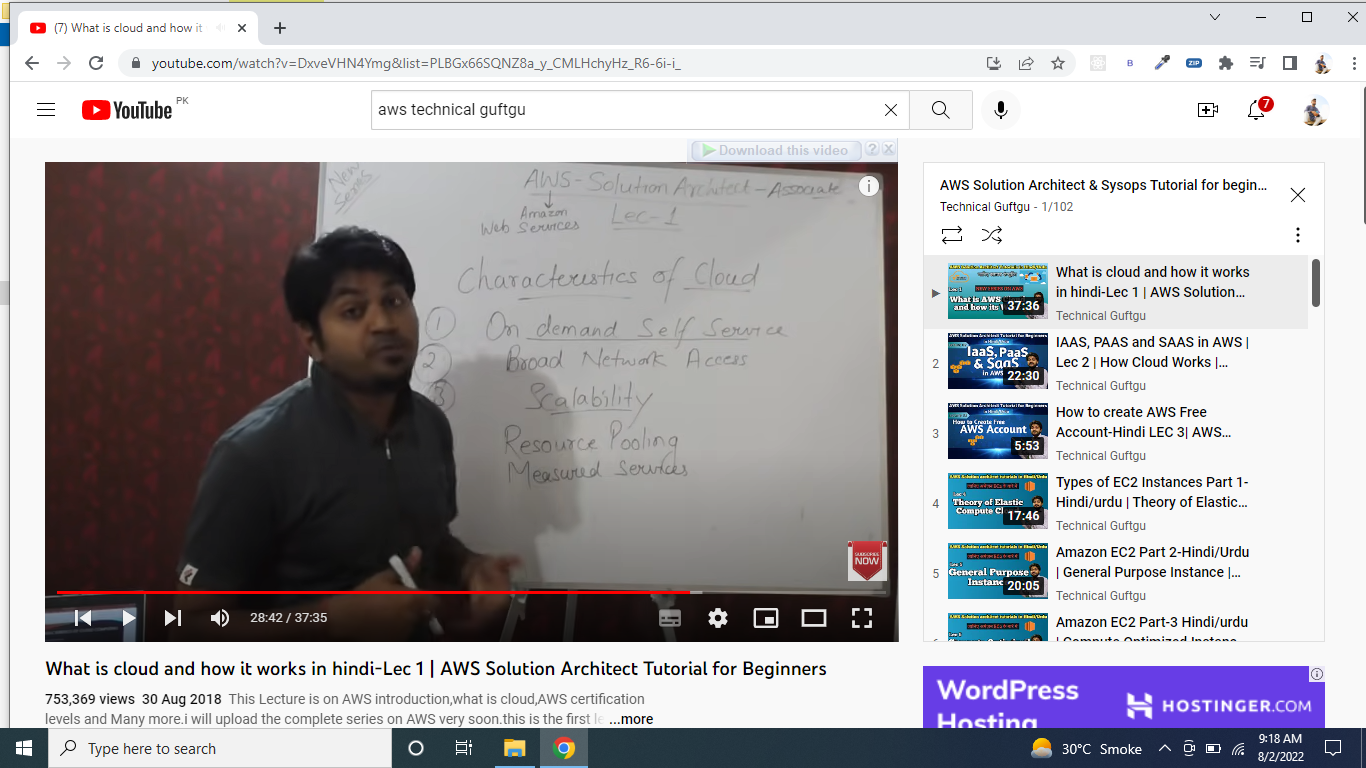 (7) What is cloud and how it
youtube.com/watch?v=DxveVHN4Ymg&list=PLBGx66SQNZ8a_y_CMLHchyHz_R6-6i-i_
B
ZIP
YouTube PK
aws technical guftgu
7
Download this video
?
New
Series
AWS - Solution Architect - Associate
Amazon
Web Services
Lec-1
Characteristics of Cloud
1 On demand Self Service
2 Broad Network Access
3 Scalability
Resource Pooling
Measured Services
SUBSCRIBE
NOW
28:42 / 37:35
What is cloud and how it works in hindi-Lec 1 | AWS Solution Architect Tutorial for Beginners
753,369 views 30 Aug 2018 This Lecture is on AWS introduction,what is cloud,AWS certification
levels and Many more.i will upload the complete series on AWS very soon.this is the first le ...more
AWS Solution Architect & Sysops Tutorial for begin...
Technical Guftgu - 1/102
What is AWS
and how its
37:36
What is cloud and how it works
in hindi-Lec 1 | AWS Solution...
Technical Guftgu
2
IaaS, PaaS
& SaaS
in AWS
22:30
IAAS, PAAS and SAAS in AWS |
Lec 2 | How Cloud Works |...
Technical Guftgu
3
How to Create Free
AWS Account
5:53
How to create AWS Free
Account-Hindi LEC 3| AWS...
Technical Guftgu
4
Theory of Elastic
Compute
17:46
Types of EC2 Instances Part 1-
Hindi/urdu | Theory of Elastic...
Technical Guftgu
5
General Purpose
20:05
Amazon EC2 Part 2-Hindi/Urdu
| General Purpose Instance |...
Technical Guftgu
Amazon EC2 Part-3 Hindi/urdu
| Compute Optimized Instanc
WordPress
Hosting
HOSTINGER.COM
Type here to search
30°C Smoke
9:18 AM
8/2/2022